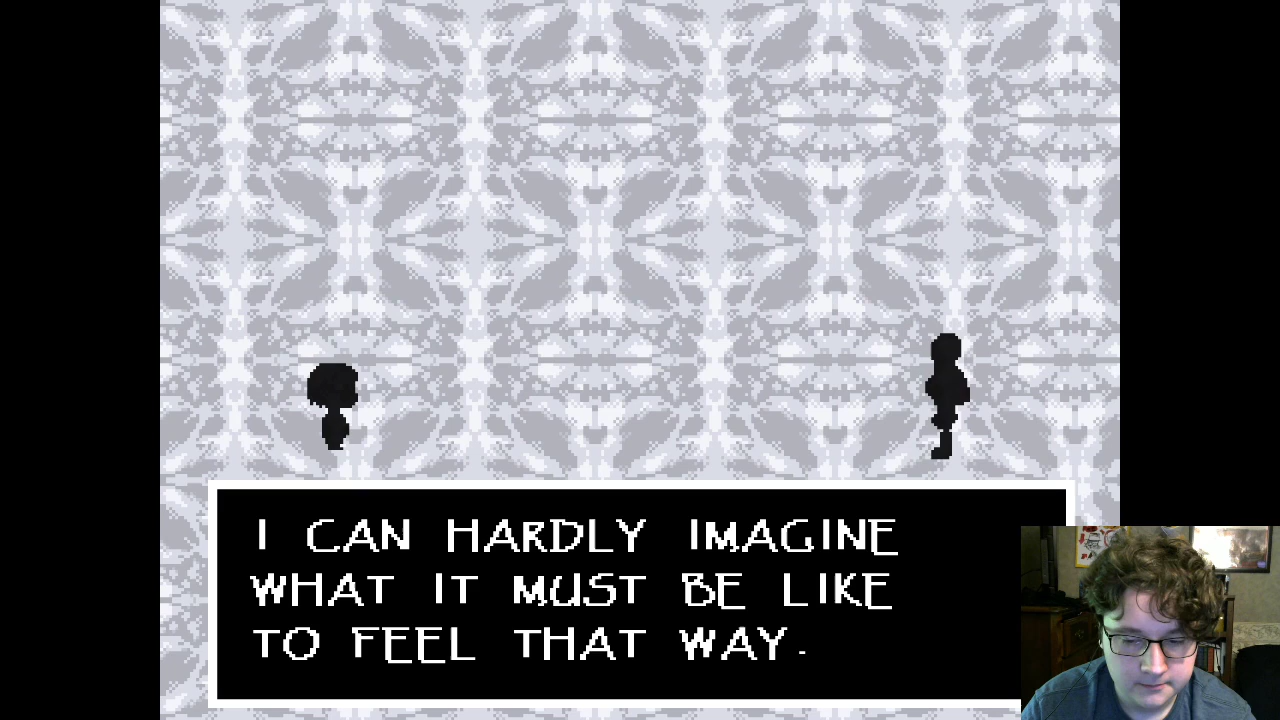 I CAN HARDLY IMAGINE
WHAT IT MUST BE LIKE
TO FEEL THAT WAY.